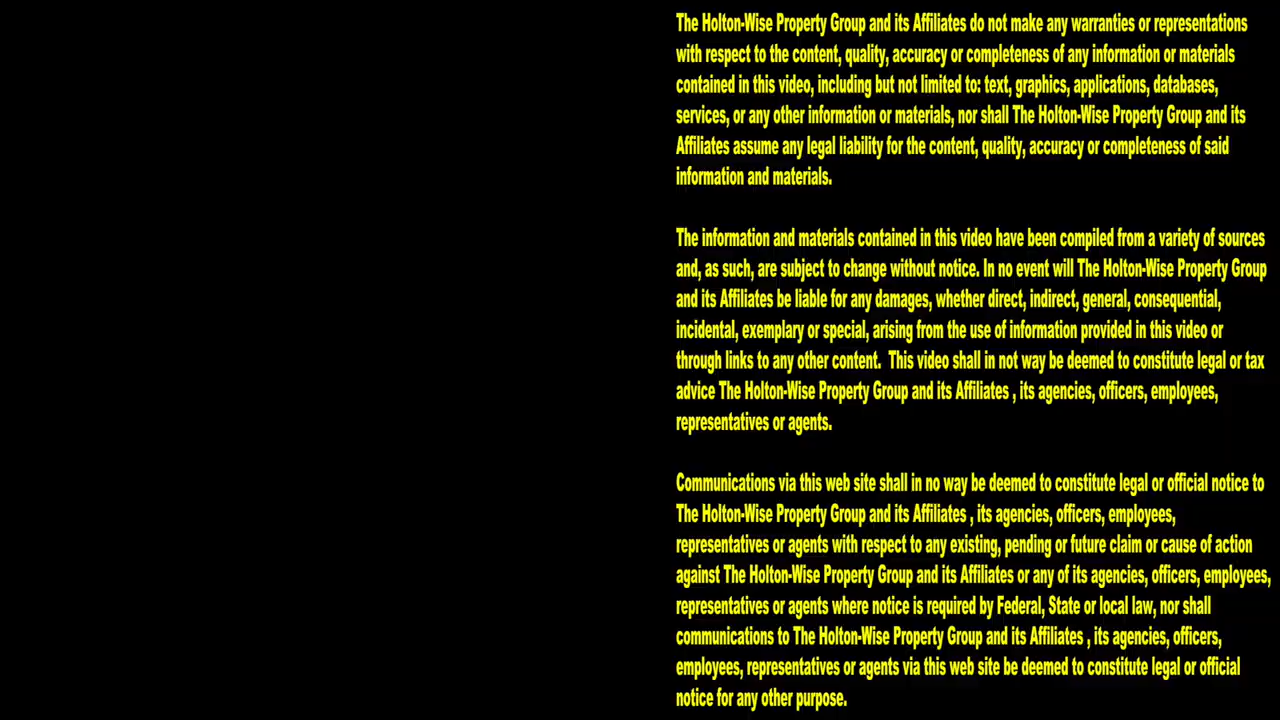 The Holton-Wise Property Group and its Affiliates do not make any warranties or representations
with respect to the content, quality, accuracy or completeness of any information or materials
contained in this video, including but not limited to: text, graphics, applications, databases,
services, or any other information or materials, nor shall The Holton-Wise Property Group and its
Affiliates assume any legal liability for the content, quality, accuracy or completeness of said
information and materials.
The information and materials contained in this video have been compiled from a variety of sources
and, as such, are subject to change without notice. In no event will The Holton-Wise Property Group
and its Affiliates be liable for any damages, whether direct, indirect, general, consequential,
incidental, exemplary or special, arising from the use of information provided in this video or
through links to any other content.  This video shall in not way be deemed to constitute legal or tax
advice The Holton-Wise Property Group and its Affiliates , its agencies, officers, employees,
representatives or agents.
Communications via this web site shall in no way be deemed to constitute legal or official notice to
The Holton-Wise Property Group and its Affiliates , its agencies, officers, employees,
representatives or agents with respect to any existing, pending or future claim or cause of action
against The Holton-Wise Property Group and its Affiliates or any of its agencies, officers, employees,
representatives or agents where notice is required by Federal, State or local law, nor shall
communications to The Holton-Wise Property Group and its Affiliates , its agencies, officers,
employees, representatives or agents via this web site be deemed to constitute legal or official
notice for any other purpose.